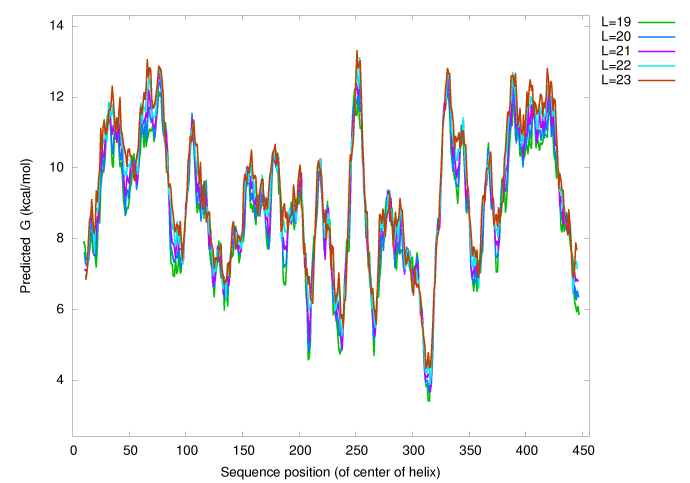 L=19
L=20
L=21
L=22
L=23
14
12
10
8
6
4
Predicted G (kcal/mol)
0 50 100 150 200 250 300 350 400 450
Sequence position (of center of helix)